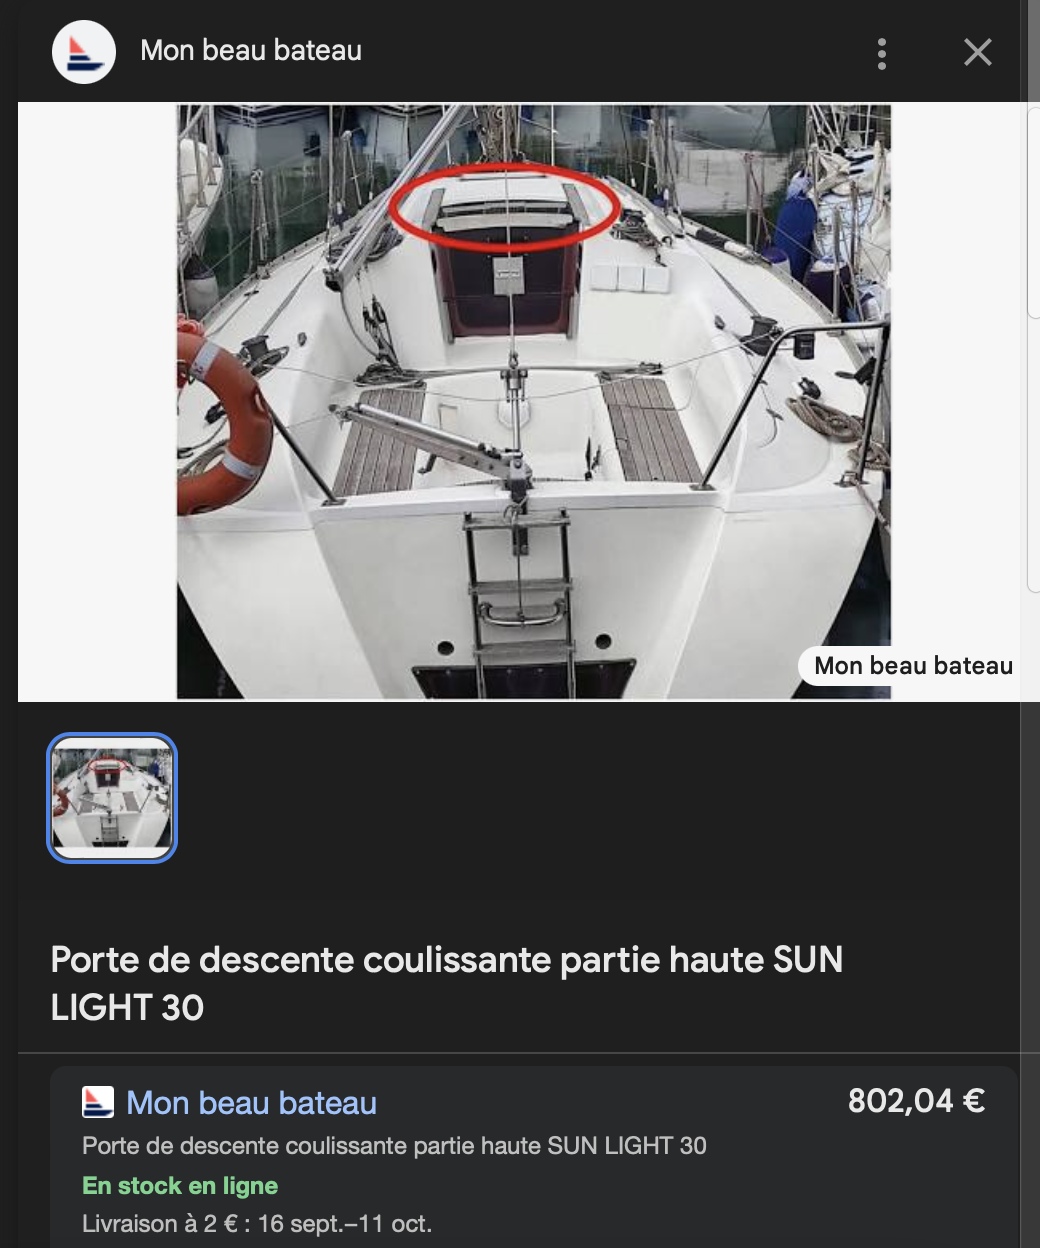 Mon beau bateau
Mon beau bateau
Porte de descente coulissante partie haute SUN
LIGHT 30
Mon beau bateau
802,04 €
Porte de descente coulissante partie haute SUN LIGHT 30
En stock en ligne
Livraison à 2 € : 16 sept.–11 oct.